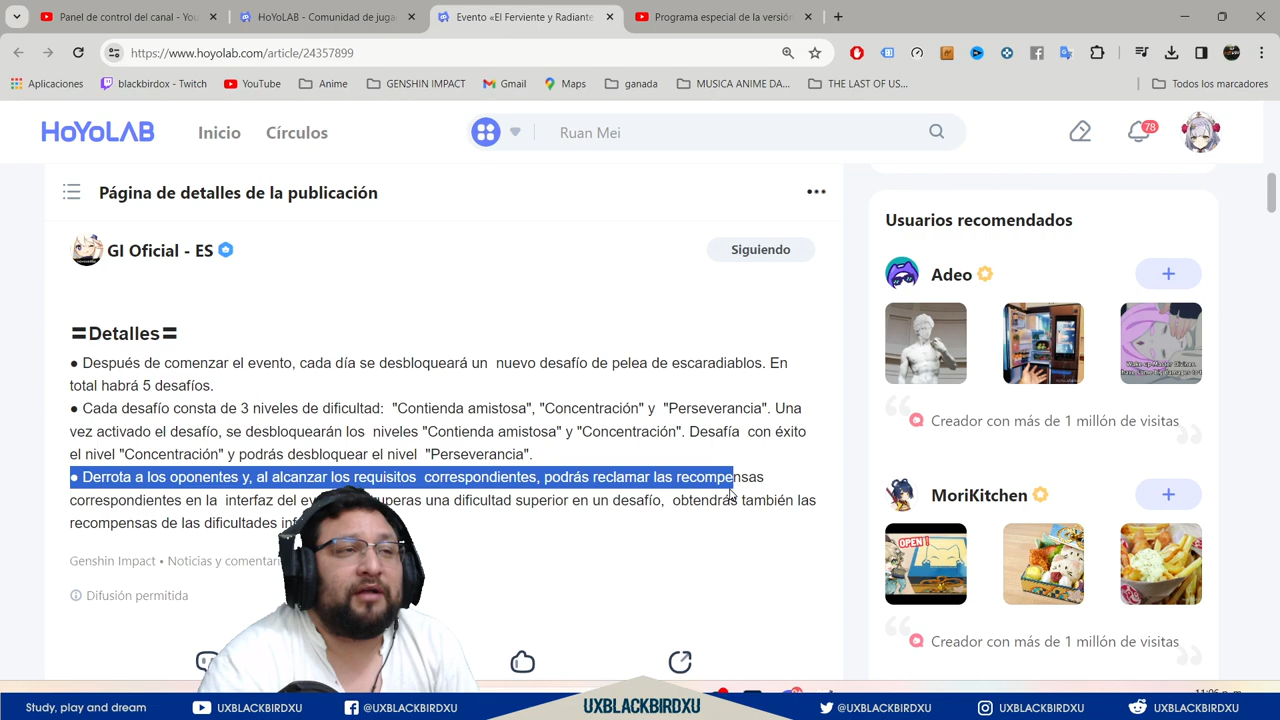 Panel de control del canal - You
HoYoLAB - Comunidad de juga
Evento «El Ferviente y Radiante
Programa especial de la versión
https://www.hoyolab.com/article/24357899
Aplicaciones
blackbirdox - Twitch
YouTube
Anime
GENSHIN IMPACT
Gmail
Maps
ganada
MUSICA ANIME DA...
THE LAST OF US...
Todos los marcadores
HoYoLAB
Inicio
Círculos
Ruan Mei
78
Página de detalles de la publicación
GI Oficial - ES
Siguiendo
〓Detalles〓
● Después de comenzar el evento, cada día se desbloqueará un nuevo desafío de pelea de escaradiablos. En
total habrá 5 desafíos.
● Cada desafío consta de 3 niveles de dificultad: "Contienda amistosa", "Concentración" y "Perseverancia". Una
vez activado el desafío, se desbloquearán los niveles "Contienda amistosa" y "Concentración". Desafía con éxito
el nivel "Concentración" y podrás desbloquear el nivel "Perseverancia".
● Derrota a los oponentes y, al alcanzar los requisitos correspondientes, podrás reclamar las recompensas
correspondientes en la interfaz del ev uperas una dificultad superior en un desafío, obtendrás también las
recompensas de las dificultades inf
Genshin Impact • Noticias y comentari
Difusión permitida
Usuarios recomendados
Adeo
Creador con más de 1 millón de visitas
MoriKitchen
OPEN!
Creador con más de 1 millón de visitas
Study, play and dream
UXBLACKBIRDXU
@UXBLACKBIRDXU
UXBLACKBIRDXU
@UXBLACKBIRDXU
UXBLACKBIRDXU
UXBLACKBIRDXU